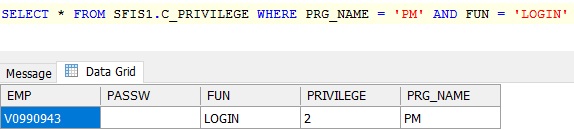 SELECT * FROM SFIS1.C_PRIVILEGE WHERE PRG_NAME = 'PM' AND FUN = 'LOGIN'
Message Data Grid
EMP PASSW FUN PRIVILEGE PRG_NAME
V0990943 LOGIN 2 PM